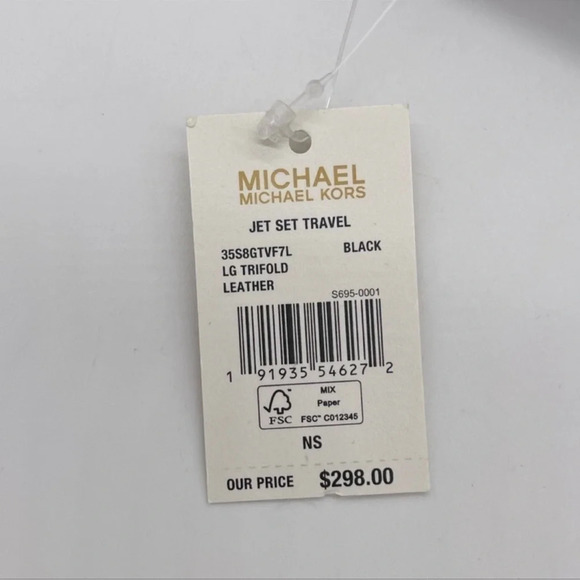 MICHAEL
MICHAEL KORS
JET SET TRAVEL
35S8GTVF7L BLACK
LG TRIFOLD
LEATHER
S695-0001
1 91935 54627 2
FSC
MIX
Paper
FSC™ C012345
NS
OUR PRICE $298.00